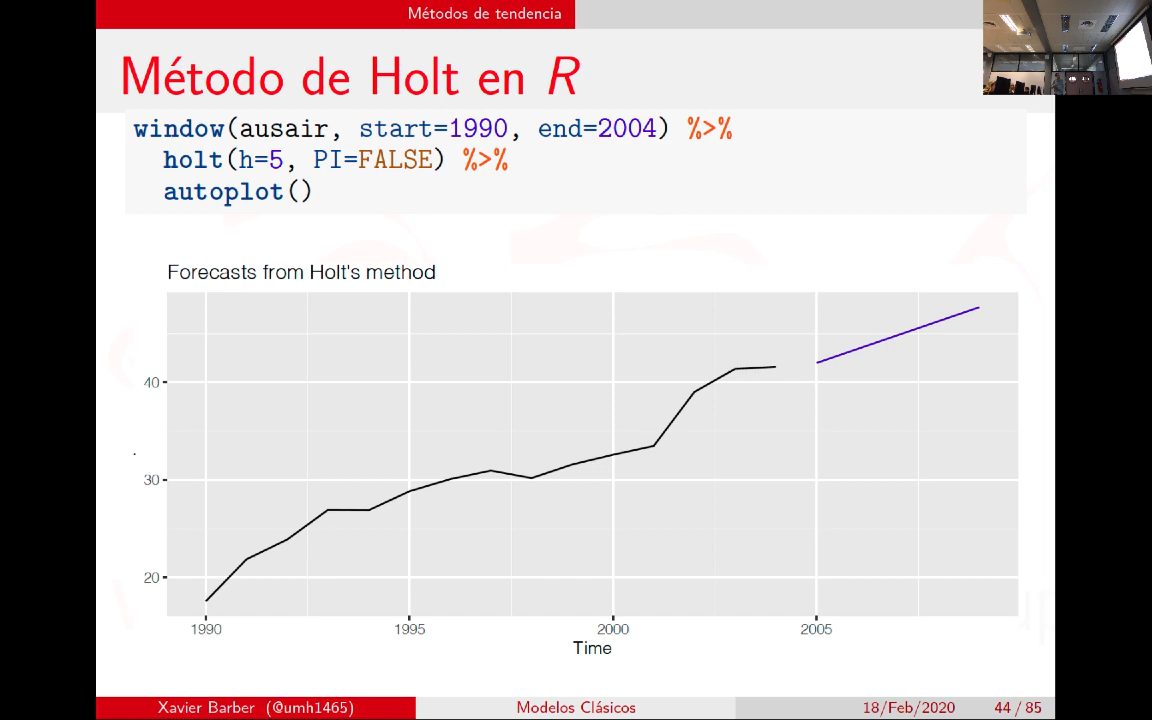 Métodos de tendencia
Método de Holt en R
window(ausair, start=1990, end=2004) %>%
holt(h=5, PI=FALSE) %>%
autoplot()
Forecasts from Holt's method
40
30
20
1990 1995 2000 2005
Time
Xavier Barber (@umh1465) Modelos Clásicos 18/Feb/2020 44 / 85